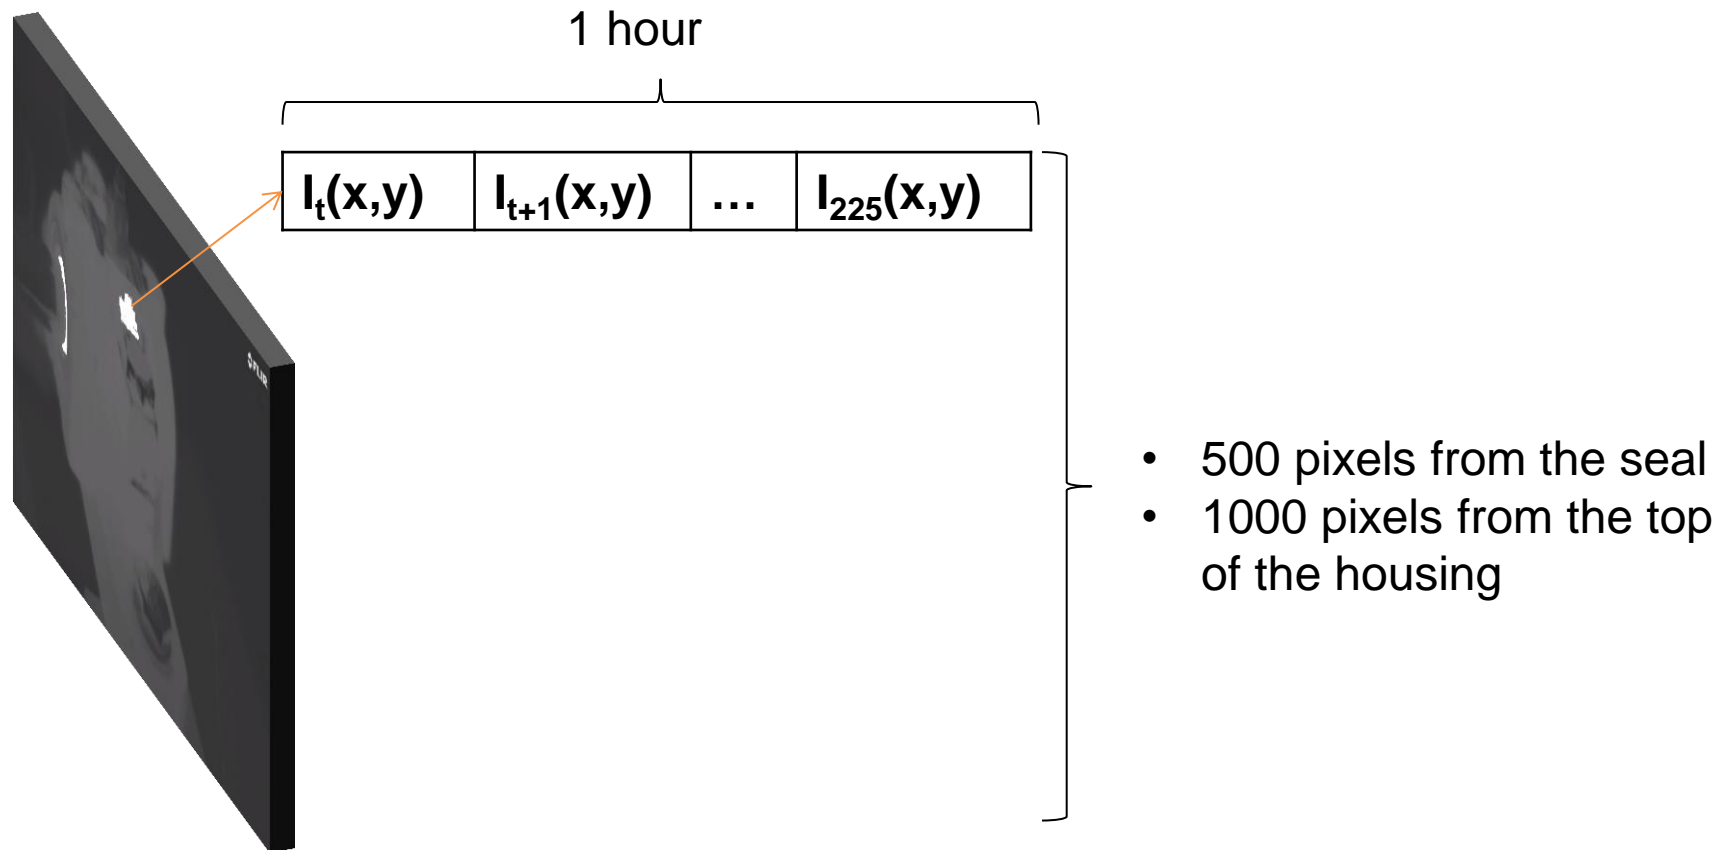 1 hour
Iₜ(x,y) Iₜ₊₁(x,y) … I₂₂₅(x,y)
FLIR
• 500 pixels from the seal
• 1000 pixels from the top
of the housing